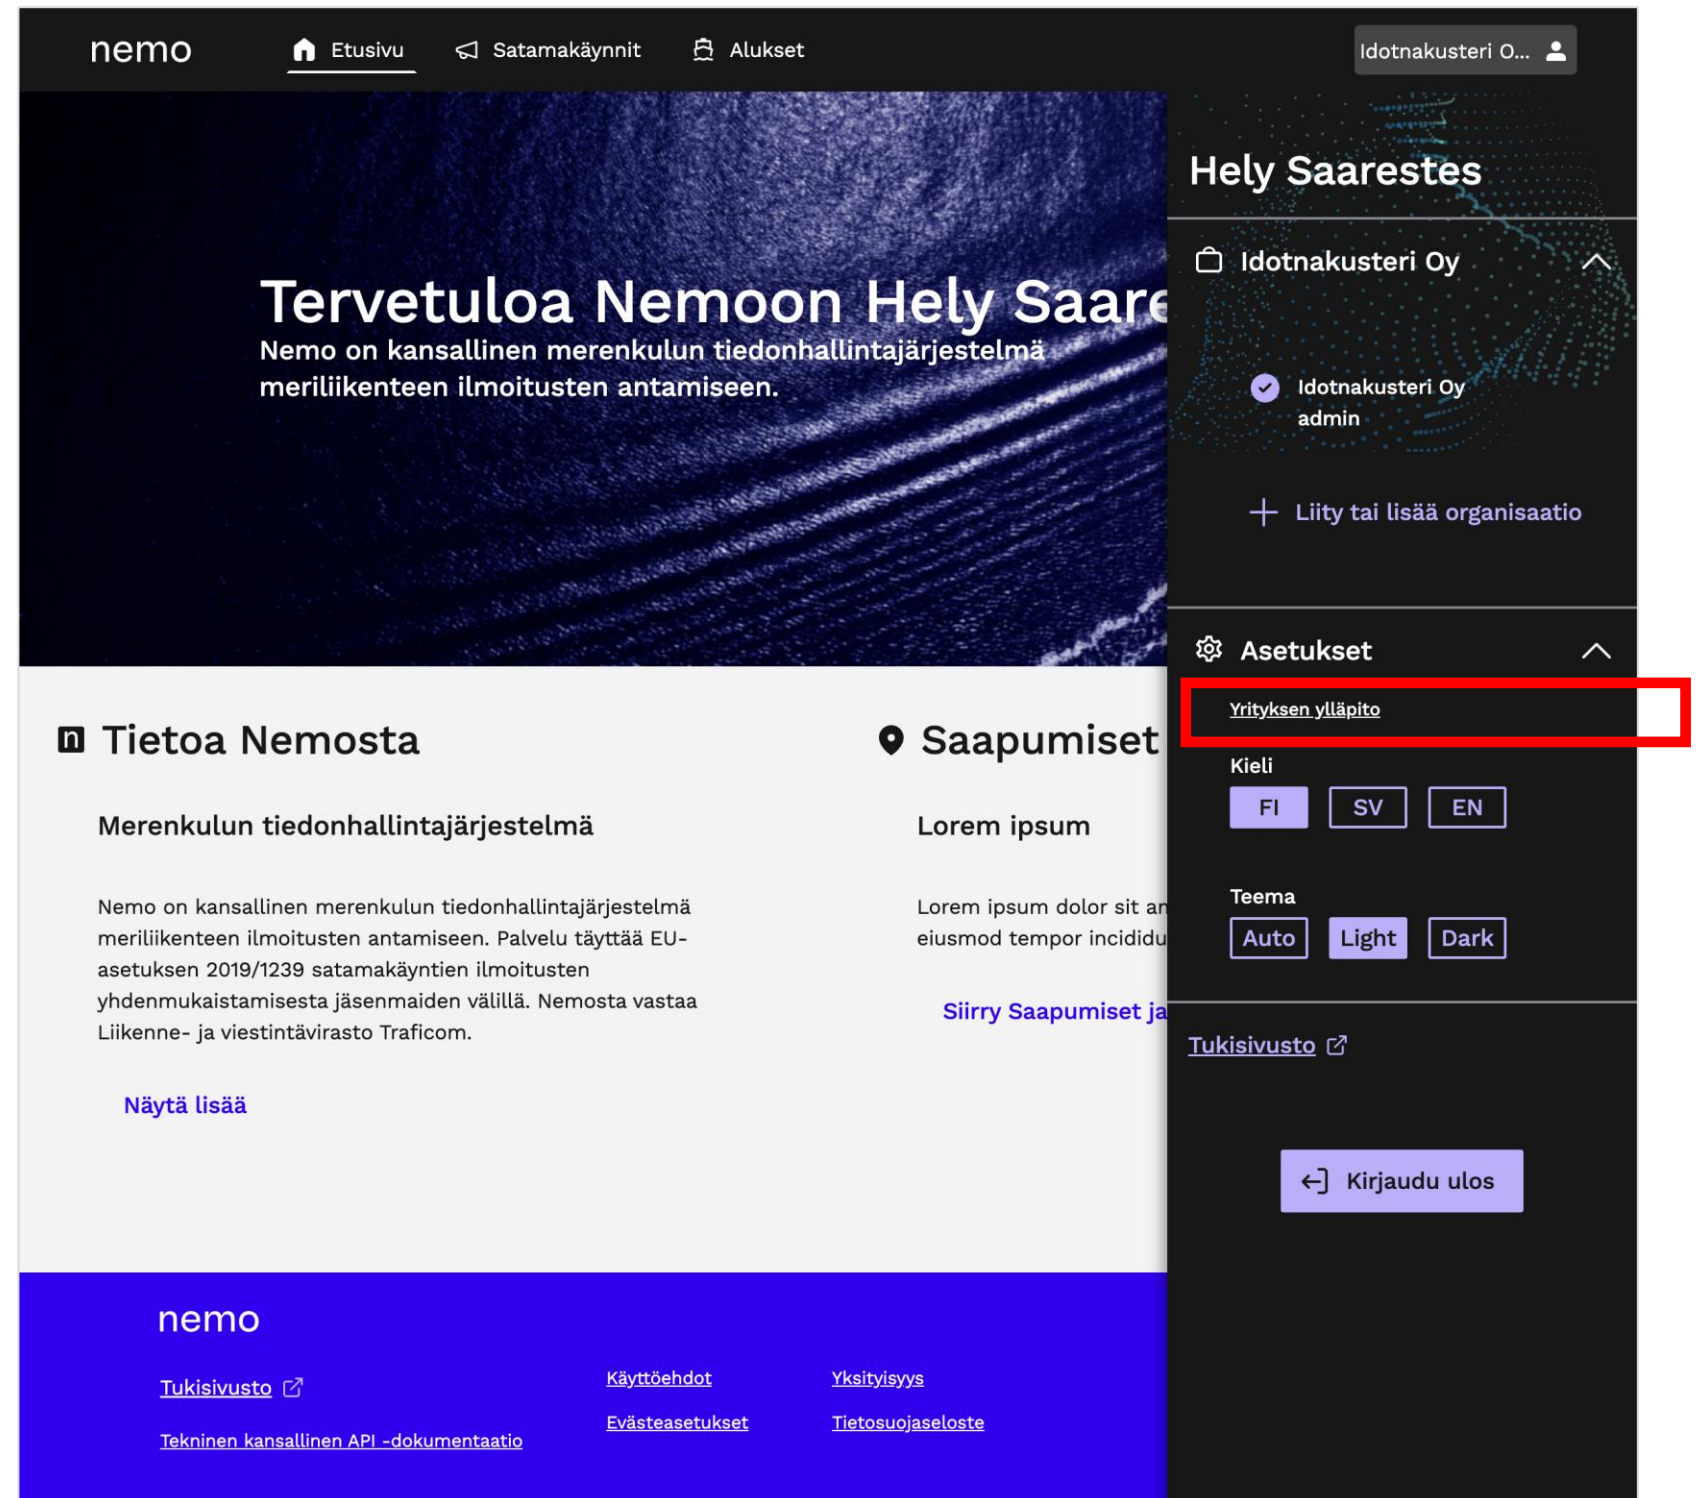 nemo
Etusivu
Satamakäynnit
Alukset
Idotnakusteri O...
Tervetuloa Nemoon Hely Saare
Nemo on kansallinen merenkulun tiedonhallintajärjestelmä
meriliikenteen ilmoitusten antamiseen.
Hely Saarestes
Idotnakusteri Oy
Idotnakusteri Oy
admin
Liity tai lisää organisaatio
Asetukset
Yrityksen ylläpito
Kieli
FI
SV
EN
Teema
Auto
Light
Dark
Tukisivusto
Kirjaudu ulos
n Tietoa Nemosta
Merenkulun tiedonhallintajärjestelmä
Nemo on kansallinen merenkulun tiedonhallintajärjestelmä
meriliikenteen ilmoitusten antamiseen. Palvelu täyttää EU-
asetuksen 2019/1239 satamakäyntien ilmoitusten
yhdenmukaistamisesta jäsenmaiden välillä. Nemosta vastaa
Liikenne- ja viestintävirasto Traficom.
Näytä lisää
Saapumiset
Lorem ipsum
Lorem ipsum dolor sit am
eiusmod tempor incididu
Siirry Saapumiset ja
nemo
Tukisivusto
Tekninen kansallinen API -dokumentaatio
Käyttöehdot
Evästeasetukset
Yksityisyys
Tietosuojaseloste